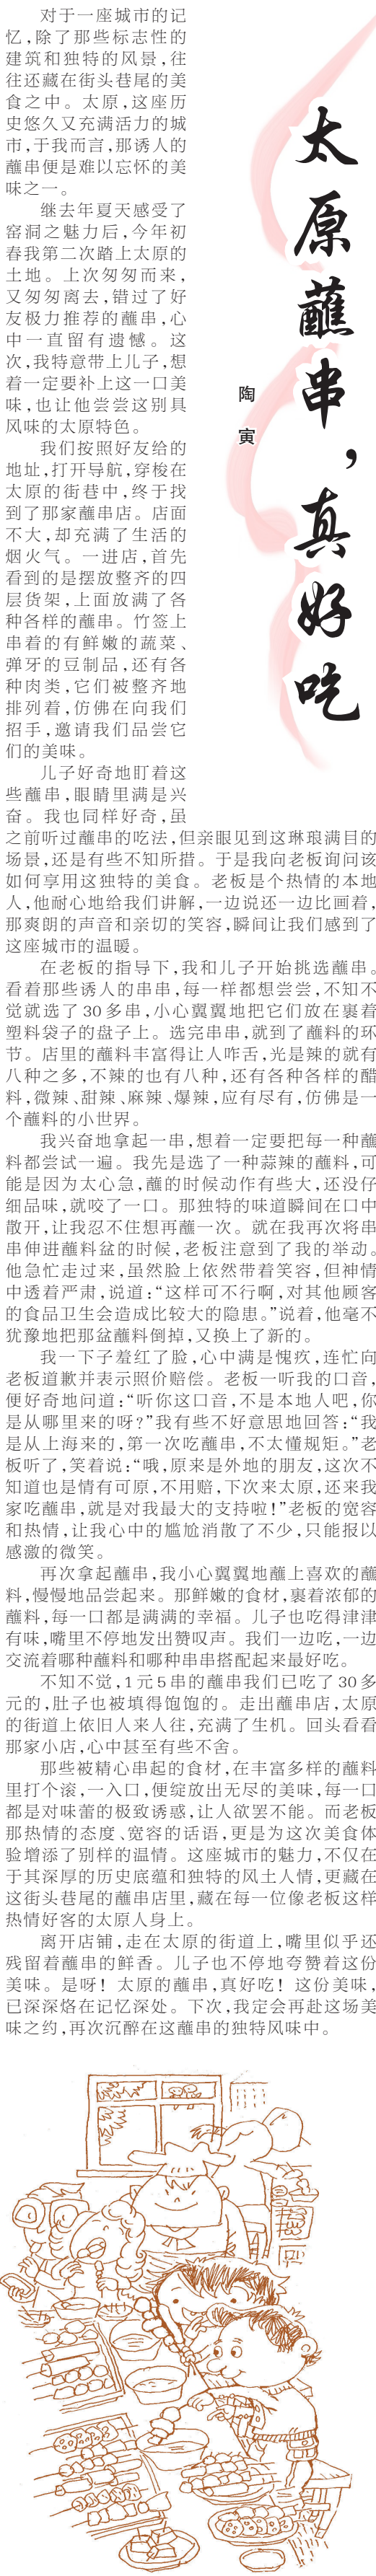 太原蘸串，真好吃
陶寅
对于一座城市的记
忆,除了那些标志性的
建筑和独特的风景,往
往还藏在街头巷尾的美
食之中。太原,这座历
史悠久又充满活力的城
市,于我而言,那诱人的
蘸串便是难以忘怀的美
味之一。
继去年夏天感受了
窑洞之魅力后,今年初
春我第二次踏上太原的
土地。上次匆匆而来,
又匆匆离去,错过了好
友极力推荐的蘸串,心
中一直留有遗憾。这
次,我特意带上儿子,想
着一定要补上这一口美
味,也让他尝尝这别具
风味的太原特色。
我们按照好友给的
地址,打开导航,穿梭在
太原的街巷中,终于找
到了那家蘸串店。店面
不大,却充满了生活的
烟火气。一进店,首先
看到的是摆放整齐的四
层货架,上面放满了各
种各样的蘸串。竹签上
串着的有鲜嫩的蔬菜、
弹牙的豆制品,还有各
种肉类,它们被整齐地
排列着,仿佛在向我们
招手,邀请我们品尝它
们的美味。
儿子好奇地盯着这
些蘸串,眼睛里满是兴
奋。我也同样好奇,虽
之前听过蘸串的吃法,但亲眼见到这琳琅满目的
场景,还是有些不知所措。于是我向老板询问该
如何享用这独特的美食。老板是个热情的本地
人,他耐心地给我们讲解,一边说还一边比画着,
那爽朗的声音和亲切的笑容,瞬间让我们感到了
这座城市的温暖。
在老板的指导下,我和儿子开始挑选蘸串。
看着那些诱人的串串,每一样都想尝尝,不知不
觉就选了30多串,小心翼翼地把它们放在裹着
塑料袋子的盘子上。选完串串,就到了蘸料的环
节。店里的蘸料丰富得让人咋舌,光是辣的就有
八种之多,不辣的也有八种,还有各种各样的醋
料,微辣、甜辣、麻辣、爆辣,应有尽有,仿佛是一
个蘸料的小世界。
我兴奋地拿起一串,想着一定要把每一种蘸
料都尝试一遍。我先是选了一种蒜辣的蘸料,可
能是因为太心急,蘸的时候动作有些大,还没仔
细品味,就咬了一口。那独特的味道瞬间在口中
散开,让我忍不住想再蘸一次。就在我再次将串
串伸进蘸料盆的时候,老板注意到了我的举动。
他急忙走过来,虽然脸上依然带着笑容,但神情
中透着严肃,说道:“这样可不行啊,对其他顾客
的食品卫生会造成比较大的隐患。”说着,他毫不
犹豫地把那盆蘸料倒掉,又换上了新的。
我一下子羞红了脸,心中满是愧疚,连忙向
老板道歉并表示照价赔偿。老板一听我的口音,
便好奇地问道:“听你这口音,不是本地人吧,你
是从哪里来的呀?”我有些不好意思地回答:“我
是从上海来的,第一次吃蘸串,不太懂规矩。”老
板听了,笑着说:“哦,原来是外地的朋友,这次不
知道也是情有可原,不用赔,下次来太原,还来我
家吃蘸串,就是对我最大的支持啦!”老板的宽容
和热情,让我心中的尴尬消散了不少,只能报以
感激的微笑。
再次拿起蘸串,我小心翼翼地蘸上喜欢的蘸
料,慢慢地品尝起来。那鲜嫩的食材,裹着浓郁的
蘸料,每一口都是满满的幸福。儿子也吃得津津
有味,嘴里不停地发出赞叹声。我们一边吃,一边
交流着哪种蘸料和哪种串串搭配起来最好吃。
不知不觉,1元5串的蘸串我们已吃了30多
元的,肚子也被填得饱饱的。走出蘸串店,太原
的街道上依旧人来人往,充满了生机。回头看看
那家小店,心中甚至有些不舍。
那些被精心串起的食材,在丰富多样的蘸料
里打个滚,一入口,便绽放出无尽的美味,每一口
都是对味蕾的极致诱惑,让人欲罢不能。而老板
那热情的态度、宽容的话语,更是为这次美食体
验增添了别样的温情。这座城市的魅力,不仅在
于其深厚的历史底蕴和独特的风土人情,更藏在
这街头巷尾的蘸串店里,藏在每一位像老板这样
热情好客的太原人身上。
离开店铺,走在太原的街道上,嘴里似乎还
残留着蘸串的鲜香。儿子也不停地夸赞着这份
美味。是呀!太原的蘸串,真好吃!这份美味,
已深深烙在记忆深处。下次,我定会再赴这场美
味之约,再次沉醉在这蘸串的独特风味中。